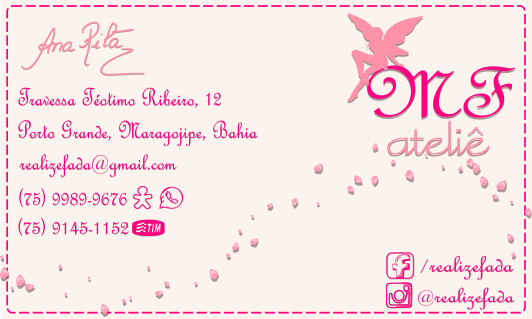 Ana Rita
MF
ateliê
Travessa Téotimo Ribeiro, 12
Porto Grande, Maragojipe, Bahia
realizefada@gmail.com
(75) 9989-9676
(75) 9145-1152 TIM
/realizefada
@realizefada